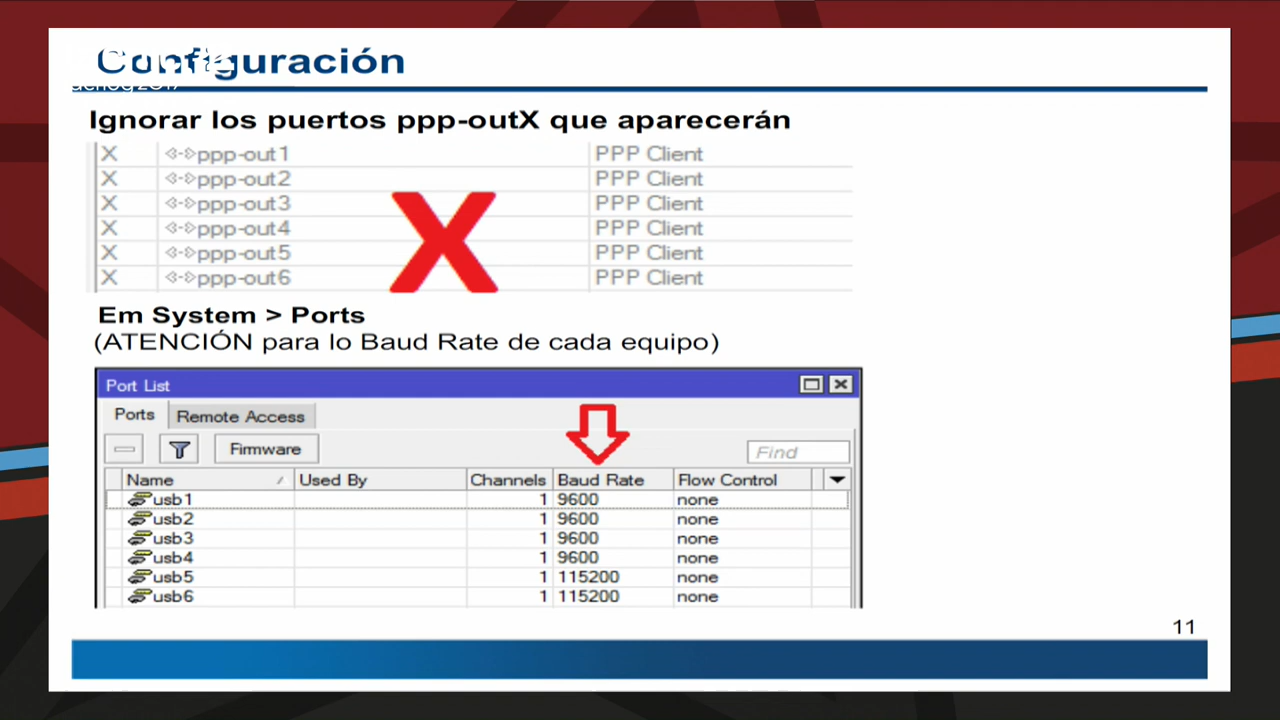 Configuración
Ignorar los puertos ppp-outX que aparecerán
X ppp-out1 PPP Client
X ppp-out2 PPP Client
X ppp-out3 PPP Client
X ppp-out4 PPP Client
X ppp-out5 PPP Client
X ppp-out6 PPP Client
X
Em System > Ports
(ATENCIÓN para lo Baud Rate de cada equipo)
Port List
Ports Remote Access
Firmware Find
Name Used By Channels Baud Rate Flow Control
usb1 1 9600 none
usb2 1 9600 none
usb3 1 9600 none
usb4 1 9600 none
usb5 1 115200 none
usb6 1 115200 none
11